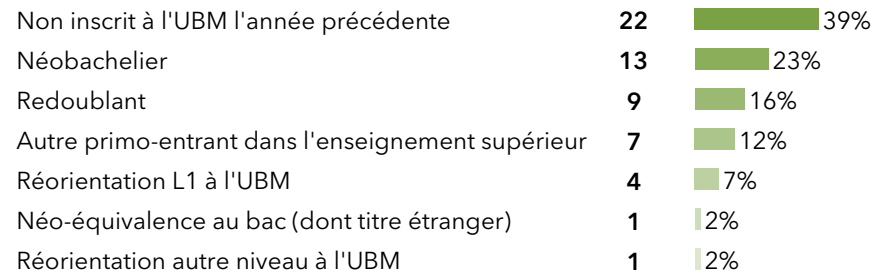 Non inscrit à l'UBM l'année précédente 22 39%
Néobachelier 13 23%
Redoublant 9 16%
Autre primo-entrant dans l'enseignement supérieur 7 12%
Réorientation L1 à l'UBM 4 7%
Néo-équivalence au bac (dont titre étranger) 1 2%
Réorientation autre niveau à l'UBM 1 2%